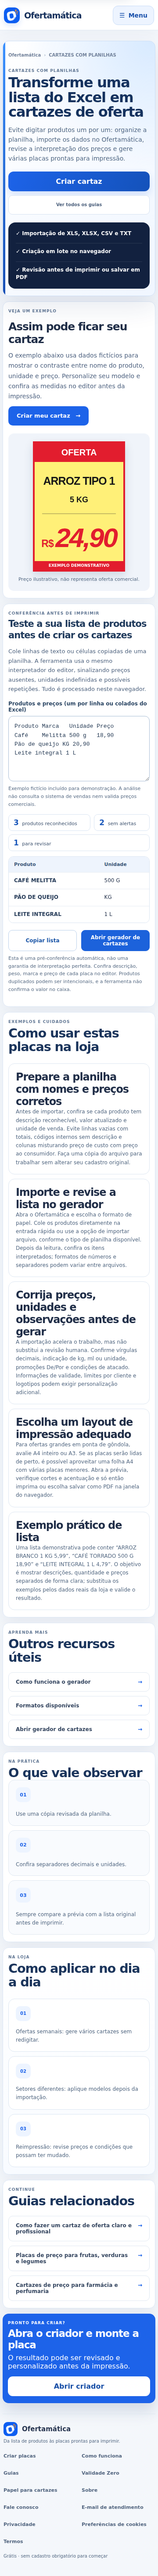 Ofertamática
☰ Menu
Ofertamática › CARTAZES COM PLANILHAS
CARTAZES COM PLANILHAS
Transforme uma
lista do Excel em
cartazes de oferta
Evite digitar produtos um por um: organize a
planilha, importe os dados no Ofertamática,
revise a interpretação dos preços e gere
várias placas prontas para impressão.
Criar cartaz
Ver todos os guias
✓ Importação de XLS, XLSX, CSV e TXT
✓ Criação em lote no navegador
✓ Revisão antes de imprimir ou salvar em
PDF
VEJA UM EXEMPLO
Assim pode ficar seu
cartaz
O exemplo abaixo usa dados fictícios para
mostrar o contraste entre nome do produto,
unidade e preço. Personalize seu modelo e
confira as medidas no editor antes da
impressão.
Criar meu cartaz →
OFERTA
ARROZ TIPO 1
5 KG
R$ 24,90
EXEMPLO DEMONSTRATIVO
Preço ilustrativo, não representa oferta comercial.
CONFERÊNCIA ANTES DE IMPRIMIR
Teste a sua lista de produtos
antes de criar os cartazes
Cole linhas de texto ou células copiadas de uma
planilha. A ferramenta usa o mesmo
interpretador do editor, sinalizando preços
ausentes, unidades indefinidas e possíveis
repetições. Tudo é processado neste navegador.
Produtos e preços (um por linha ou colados do
Excel)
Produto Marca Unidade Preço
Café Melitta 500 g 18,90
Pão de queijo KG 20,90
Leite integral 1 L
Exemplo fictício incluído para demonstração. A análise
não consulta o sistema de vendas nem valida preços
comerciais.
3 produtos reconhecidos
2 sem alertas
1 para revisar
Produto Unidade
CAFÉ MELITTA 500 G
PÃO DE QUEIJO KG
LEITE INTEGRAL 1 L
Copiar lista
Abrir gerador de
cartazes
Esta é uma pré-conferência automática, não uma
garantia de interpretação perfeita. Confira descrição,
peso, marca e preço de cada placa no editor. Produtos
duplicados podem ser intencionais, e a ferramenta não
confirma o valor no caixa.
EXEMPLOS E CUIDADOS
Como usar estas
placas na loja
Prepare a planilha
com nomes e preços
corretos
Antes de importar, confira se cada produto tem
descrição reconhecível, valor atualizado e
unidade de venda. Evite linhas vazias com
totais, códigos internos sem descrição e
colunas misturando preço de custo com preço
ao consumidor. Faça uma cópia do arquivo para
trabalhar sem alterar seu cadastro original.
Importe e revise a
lista no gerador
Abra o Ofertamática e escolha o formato de
papel. Cole os produtos diretamente na
entrada rápida ou use a opção de importar
arquivo, conforme o tipo de planilha disponível.
Depois da leitura, confira os itens
interpretados; formatos de números e
separadores podem variar entre arquivos.
Corrija preços,
unidades e
observações antes de
gerar
A importação acelera o trabalho, mas não
substitui a revisão humana. Confirme vírgulas
decimais, indicação de kg, ml ou unidade,
promoções De/Por e condições de atacado.
Informações de validade, limites por cliente e
logotipos podem exigir personalização
adicional.
Escolha um layout de
impressão adequado
Para ofertas grandes em ponta de gôndola,
avalie A4 inteiro ou A3. Se as placas serão lidas
de perto, é possível aproveitar uma folha A4
com várias placas menores. Abra a prévia,
verifique cortes e acentuação e só então
imprima ou escolha salvar PDF na janela do
navegador.
Exemplo prático de
lista
Uma lista demonstrativa pode conter “ARROZ
BRANCO 1 KG 5,99”, “CAFÉ TORRADO 500 G
18,90” e “LEITE INTEGRAL 1 L 4,79”. O objetivo
é mostrar descrições, quantidade e preços
separados de forma clara; substitua os
exemplos pelos dados reais da loja e valide o
resultado.
APRENDA MAIS
Outros recursos
úteis
Como funciona o gerador →
Formatos disponíveis →
Abrir gerador de cartazes →
NA PRÁTICA
O que vale observar
01
Use uma cópia revisada da planilha.
02
Confira separadores decimais e unidades.
03
Sempre compare a prévia com a lista original
antes de imprimir.
NA LOJA
Como aplicar no dia
a dia
01
Ofertas semanais: gere vários cartazes sem
redigitar.
02
Setores diferentes: aplique modelos depois da
importação.
03
Reimpressão: revise preços e condições que
possam ter mudado.
CONTINUE
Guias relacionados
Como fazer um cartaz de oferta claro e
profissional →
Placas de preço para frutas, verduras
e legumes →
Cartazes de preço para farmácia e
perfumaria →
PRONTO PARA CRIAR?
Abra o criador e monte a
placa
O resultado pode ser revisado e
personalizado antes da impressão.
Abrir criador
Ofertamática
Da lista de produtos às placas prontas para imprimir.
Criar placas Como funciona
Guias Validade Zero
Papel para cartazes Sobre
Fale conosco E-mail de atendimento
Privacidade Preferências de cookies
Termos
Grátis · sem cadastro obrigatório para começar